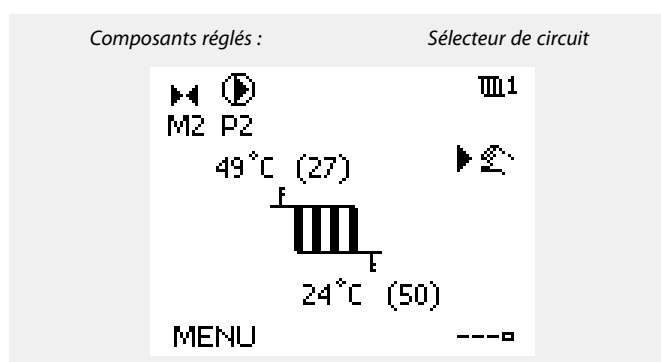 Composants réglés : Sélecteur de circuit
1
M2 P2
49°C (27)
24°C (50)
MENU ---